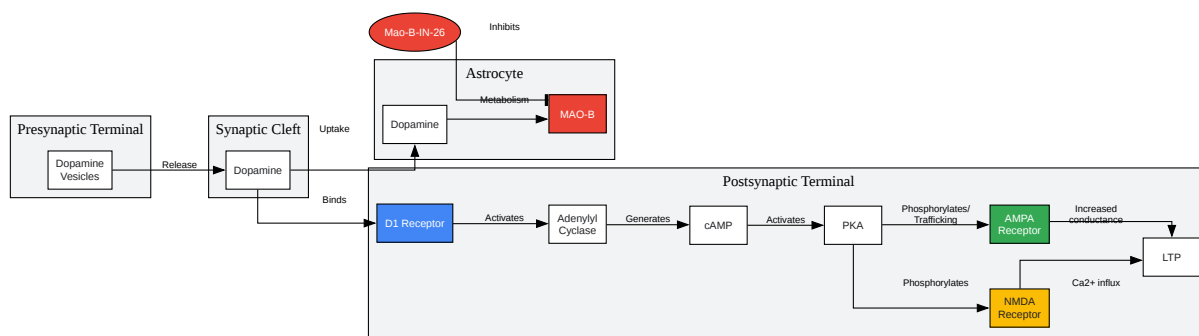 Mao-B-IN-26
Inhibits
Astrocyte
Metabolism
MAO-B
Dopamine
Presynaptic Terminal
Dopamine
Vesicles
Release
Synaptic Cleft
Dopamine
Uptake
Binds
Postsynaptic Terminal
D1 Receptor
Activates
Adenylyl
Cyclase
Generates
cAMP
Activates
PKA
Phosphorylates/
Trafficking
AMPA
Receptor
Increased
conductance
LTP
Phosphorylates
NMDA
Receptor
Ca2+ influx